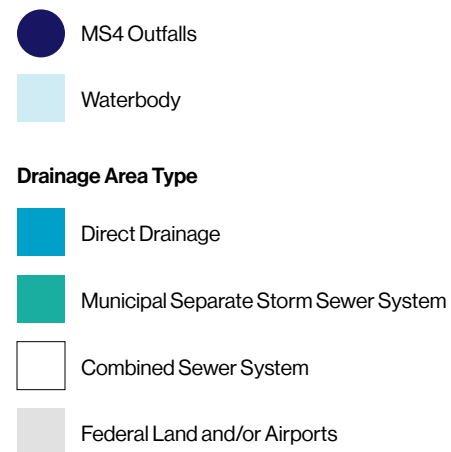 MS4 Outfalls
Waterbody
Drainage Area Type
Direct Drainage
Municipal Separate Storm Sewer System
Combined Sewer System
Federal Land and/or Airports